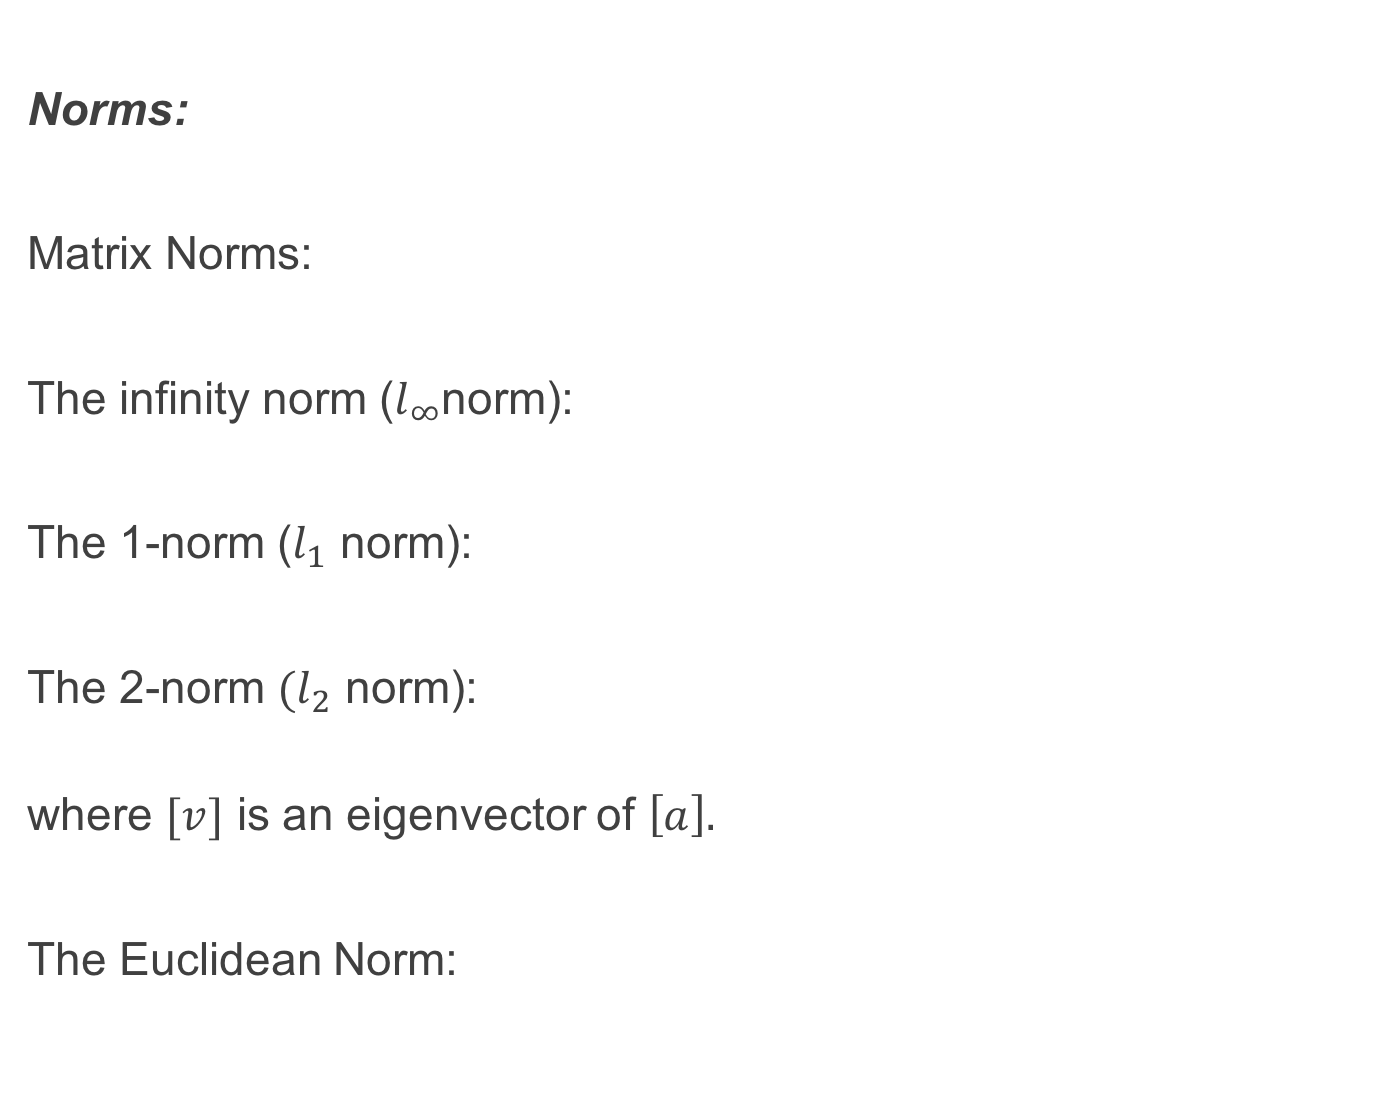 Norms:
Matrix Norms:
The infinity norm (l∞norm):
The 1-norm (l₁ norm):
The 2-norm (l₂ norm):
where [v] is an eigenvector of [a].
The Euclidean Norm: